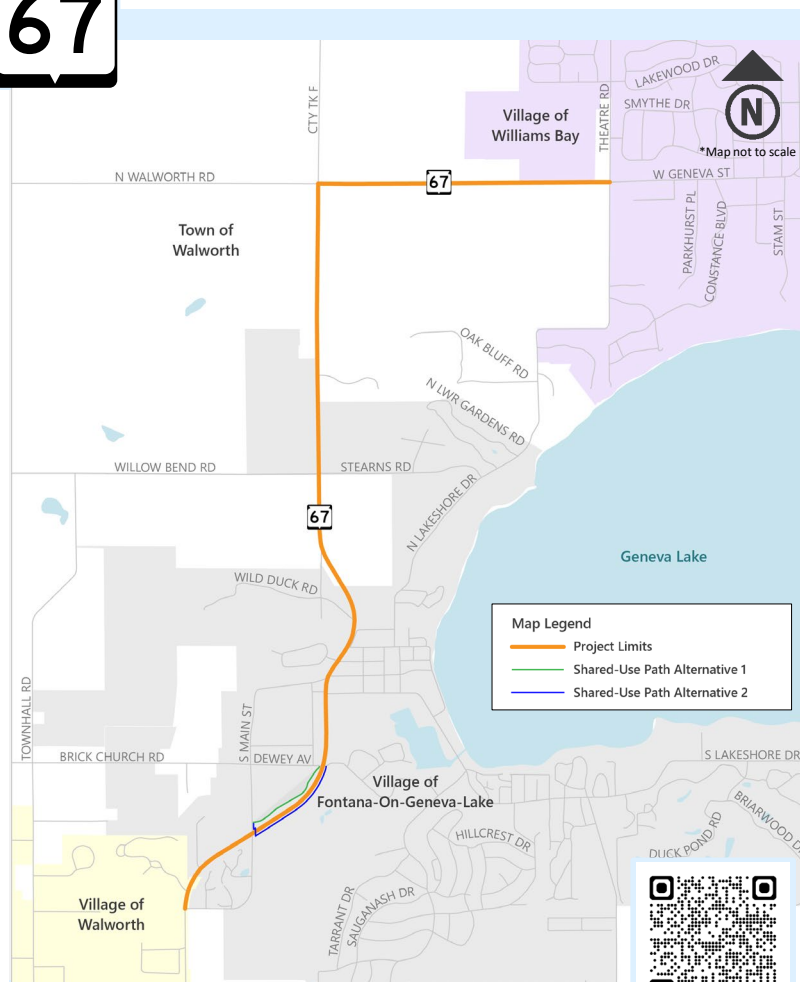 67
LAKEWOOD DR
CTY TK F
THEATRE RD
SMYTHE DR
N
Village of
Williams Bay
*Map not to scale
N WALWORTH RD
67
W GENEVA ST
Town of
Walworth
PARKHURST PL
CONSTANCE BLVD
STAM ST
OAK BLUFF RD
N LWR GARDENS RD
WILLOW BEND RD
STEARNS RD
67
N LAKESHORE DR
Geneva Lake
WILD DUCK RD
Map Legend
Project Limits
Shared-Use Path Alternative 1
Shared-Use Path Alternative 2
TOWNHALL RD
S MAIN ST
BRICK CHURCH RD
DEWEY AV
S LAKESHORE DR
Village of
Fontana-On-Geneva-Lake
BRIARWOOD D
HILLCREST DR
DUCK POND RD
Village of
Walworth
TARRANT DR
SAUGANASH DR